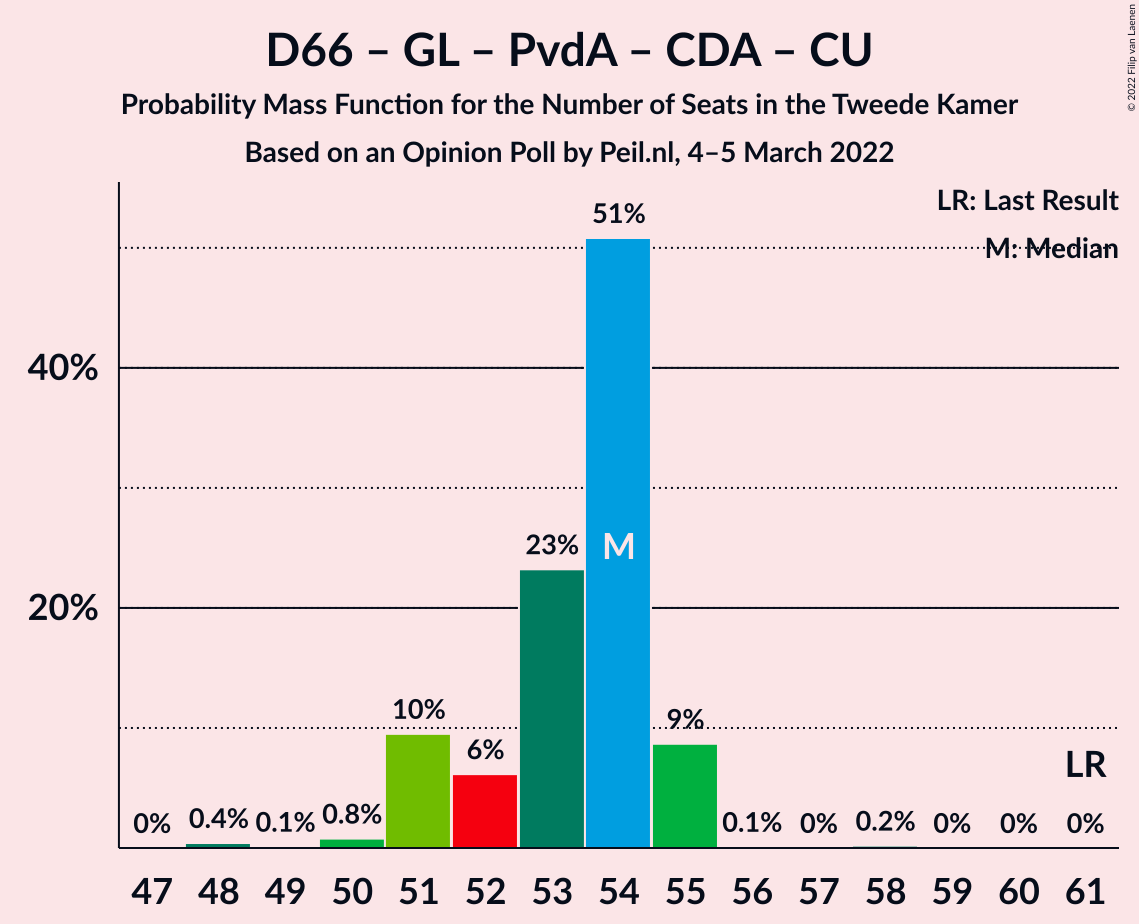 D66 – GL – PvdA – CDA – CU
Probability Mass Function for the Number of Seats in the Tweede Kamer
Based on an Opinion Poll by Peil.nl, 4–5 March 2022
© 2022 Filip van Laenen
LR: Last Result
M: Median
51%
40%
23%
M
20%
10%
6%
9%
LR
0%
0.4%
0.1%
0.8%
0.1%
0%
0.2%
0%
0%
0%
47 48 49 50 51 52 53 54 55 56 57 58 59 60 61